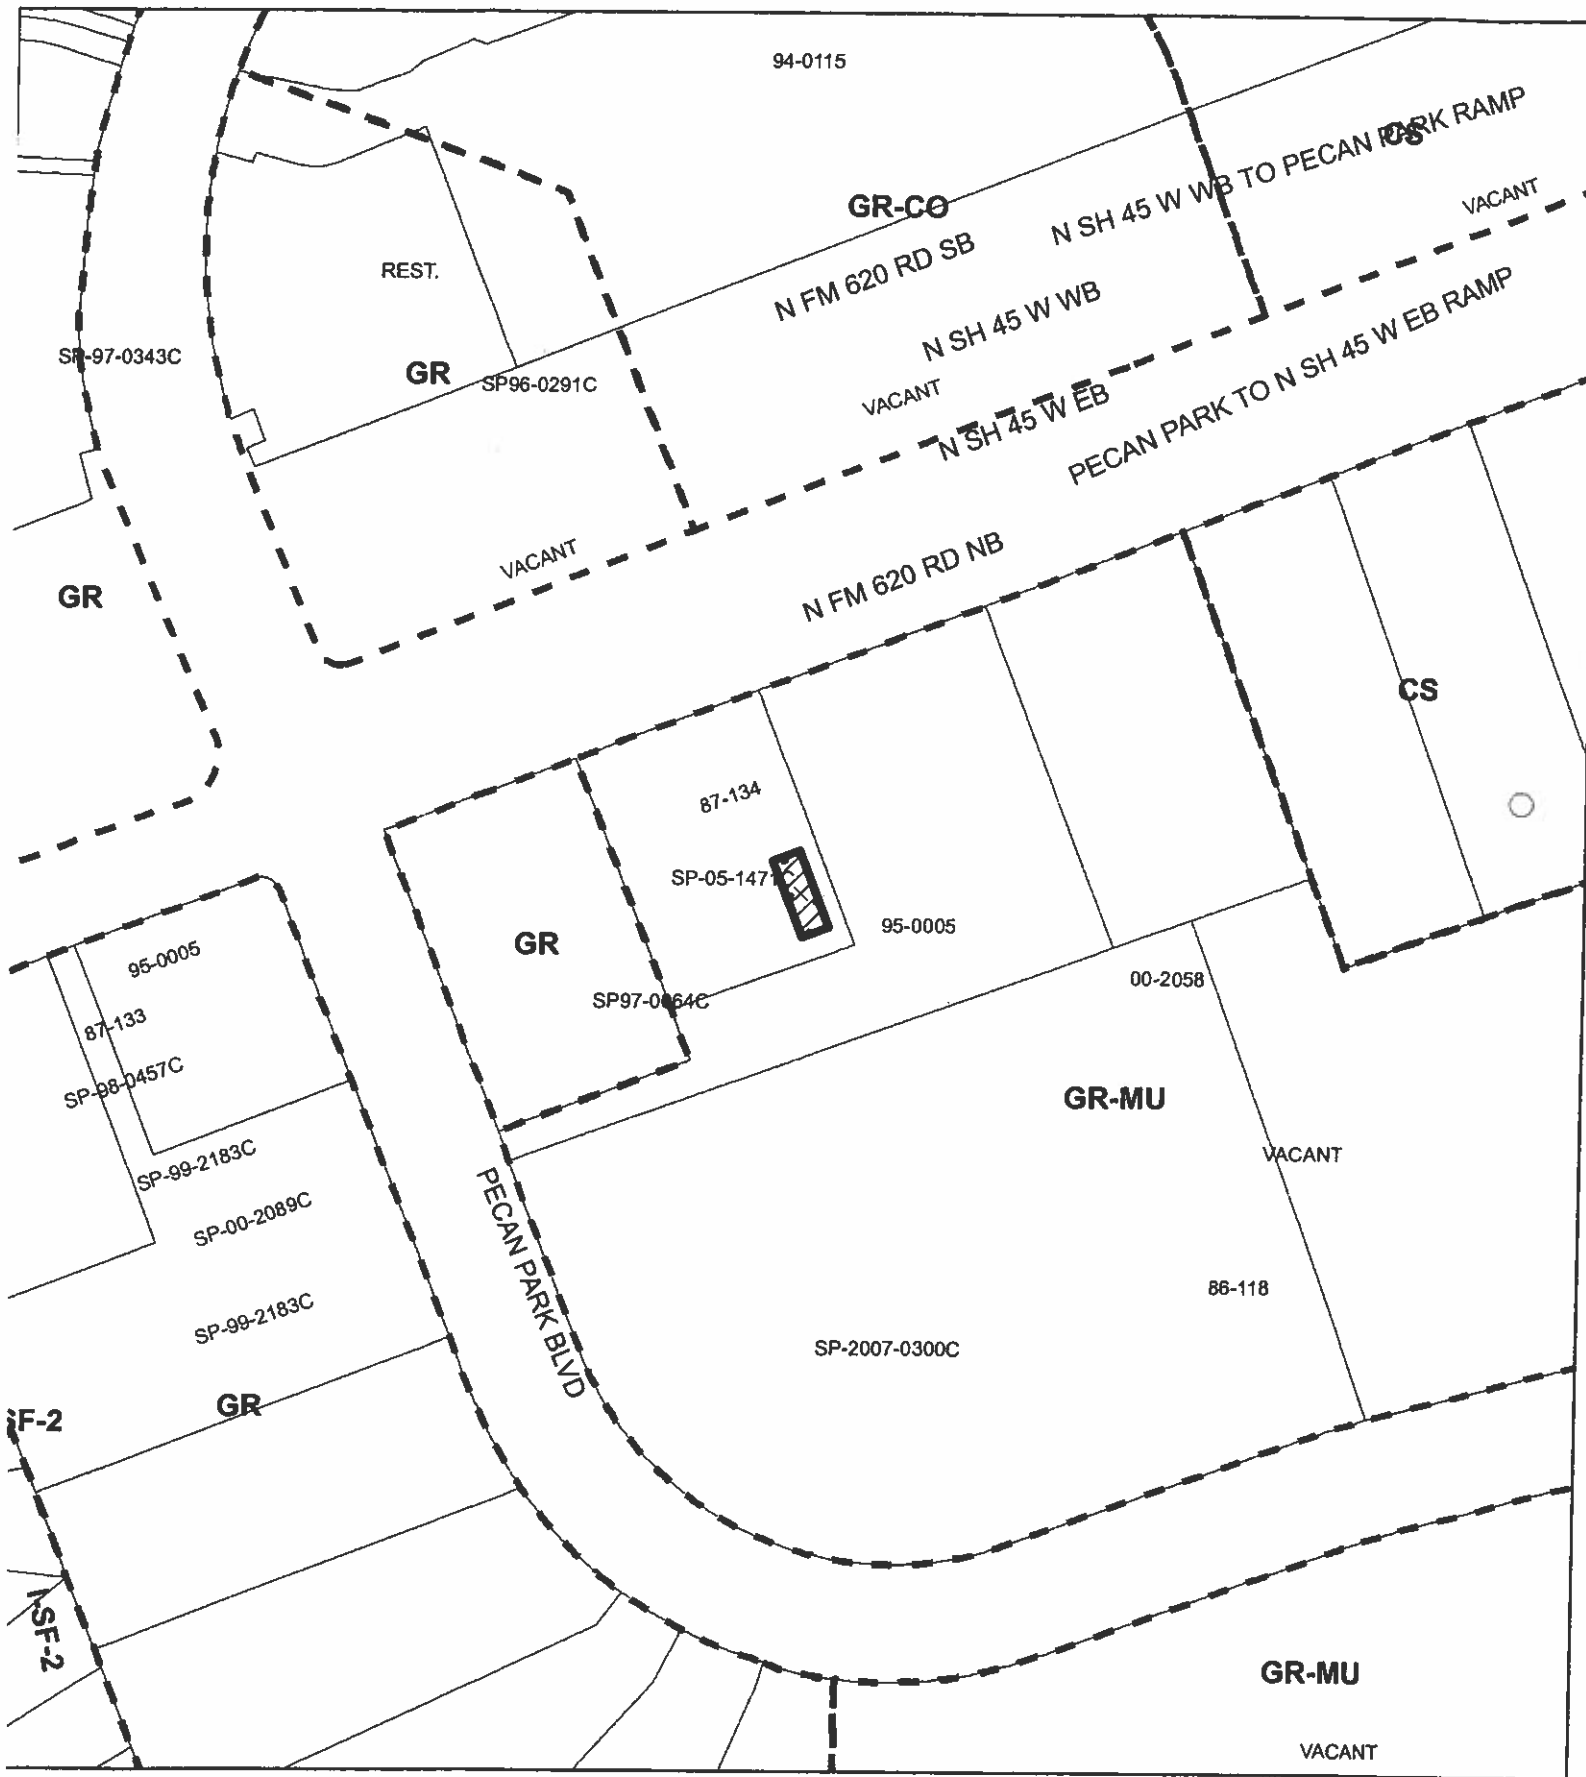 94-0115
CS
N SH 45 W WB TO PECAN PARK RAMP
VACANT
GR-CO
N FM 620 RD SB
REST.
N SH 45 W WB
PECAN PARK TO N SH 45 W EB RAMP
SP-97-0343C
GR
SP96-0291C
VACANT
N SH 45 W EB
VACANT
GR
N FM 620 RD NB
CS
87-134
SP-05-1471
95-0005
GR
95-0005
SP97-0064C
00-2058
87-133
SP-98-0457C
GR-MU
SP-99-2183C
VACANT
SP-00-2089C
PECAN PARK BLVD
86-118
SP-99-2183C
SP-2007-0300C
GR
SF-2
I-SF-2
GR-MU
VACANT